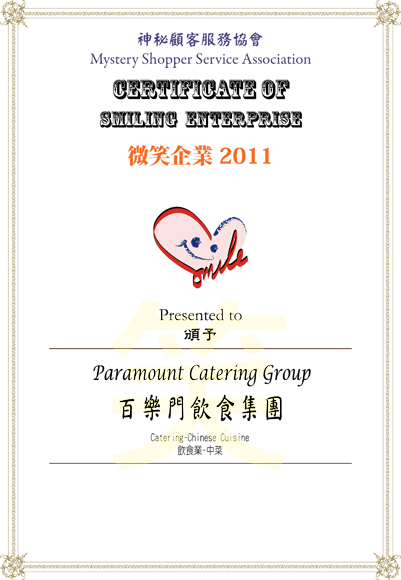 神秘顧客服務協會
Mystery Shopper Service Association
CERTIFICATE OF
SMILING ENTERPRISE
微笑企業 2011
Smile
Presented to
頒予
笑
Paramount Catering Group
百樂門飲食集團
Catering-Chinese Cuisine
飲食業-中菜